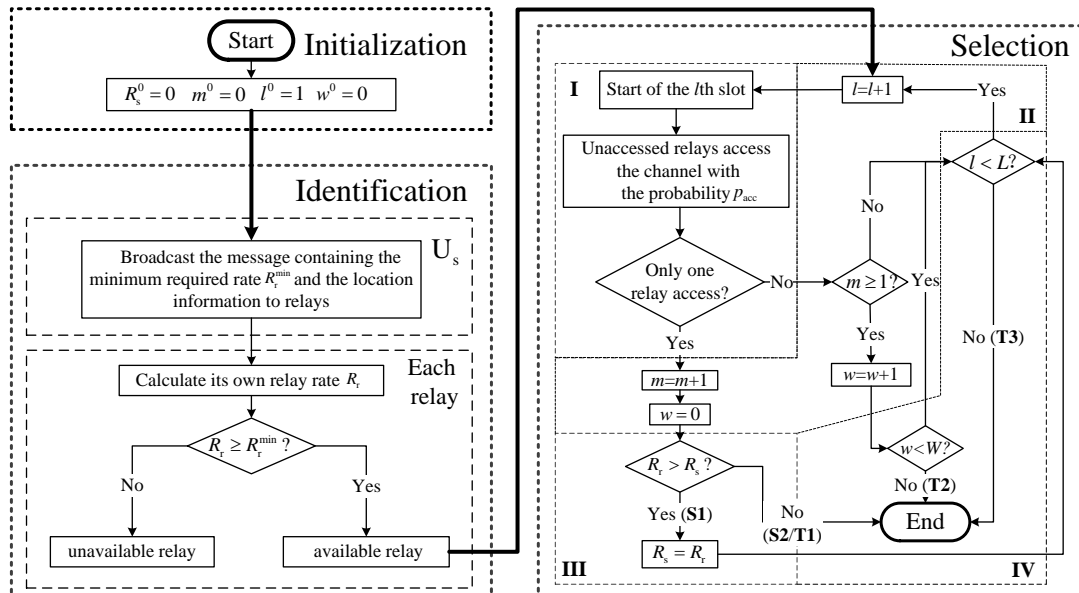 Start
Initialization
R_s^0 = 0 m^0 = 0 l^0 = 1 w^0 = 0
Identification
U_s
Broadcast the message containing the
minimum required rate R_r^min and the location
information to relays
Each
relay
Calculate its own relay rate R_r
R_r ≥ R_r^min ?
No
Yes
unavailable relay
available relay
Selection
I
Start of the lth slot
l=l+1
Yes
II
Unaccessed relays access
the channel with
the probability p_acc
l < L?
No
Only one
relay access?
No
m ≥ 1?
Yes
Yes
Yes
No (T3)
m=m+1
w=w+1
w = 0
R_r > R_s ?
w<W?
No (T2)
Yes (S1)
No
(S2/T1)
End
R_s = R_r
III
IV